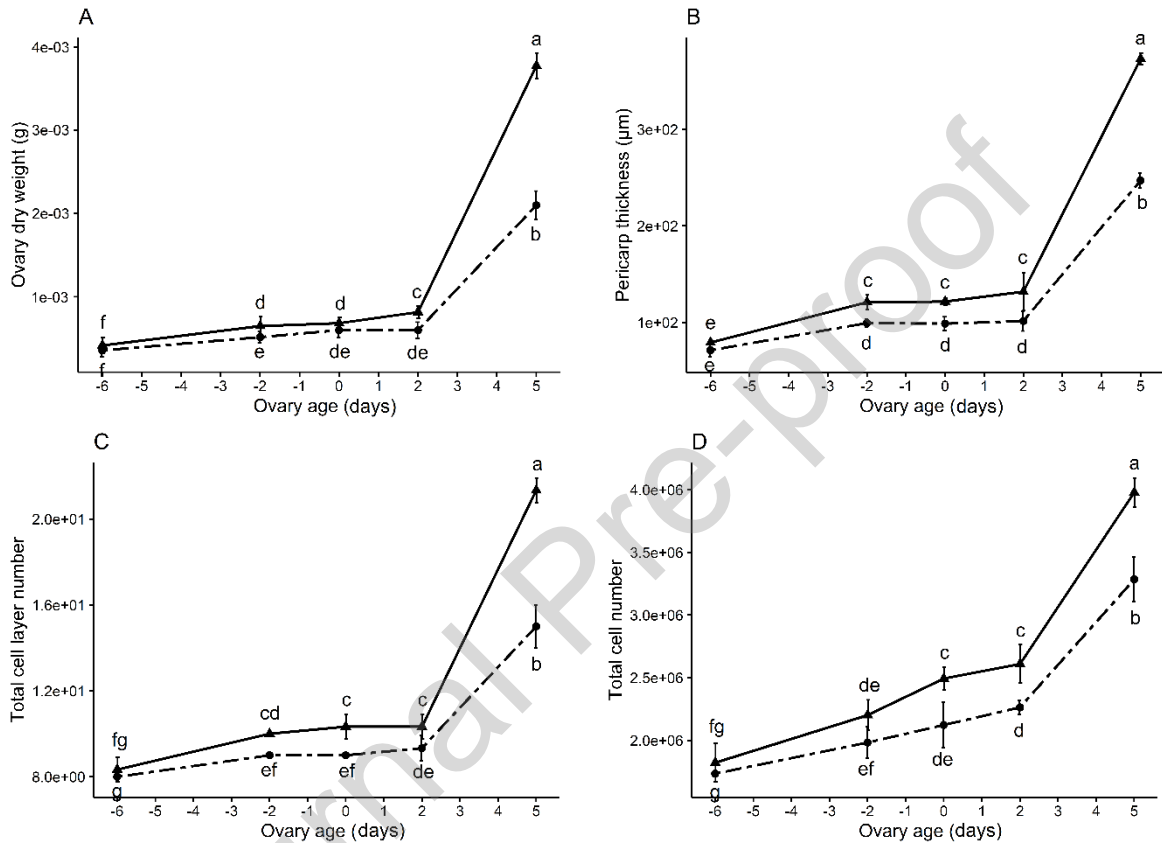 A
4e-03
3e-03
2e-03
1e-03
Ovary dry weight (g)
a
b
c
d
d
f
f
e
de
de
-6 -5 -4 -3 -2 -1 0 1 2 3 4 5
Ovary age (days)
B
3e+02
2e+02
1e+02
Pericarp thickness (µm)
a
b
c
c
c
e
e
d
d
d
-6 -5 -4 -3 -2 -1 0 1 2 3 4 5
Ovary age (days)
C
2.0e+01
1.6e+01
1.2e+01
8.0e+00
Total cell layer number
a
b
cd
c
c
fg
g
ef
ef
de
-6 -5 -4 -3 -2 -1 0 1 2 3 4 5
Ovary age (days)
D
4.0e+06
3.5e+06
3.0e+06
2.5e+06
2.0e+06
Total cell number
a
b
c
c
de
fg
g
ef
de
d
-6 -5 -4 -3 -2 -1 0 1 2 3 4 5
Ovary age (days)
rnal Pre-proof